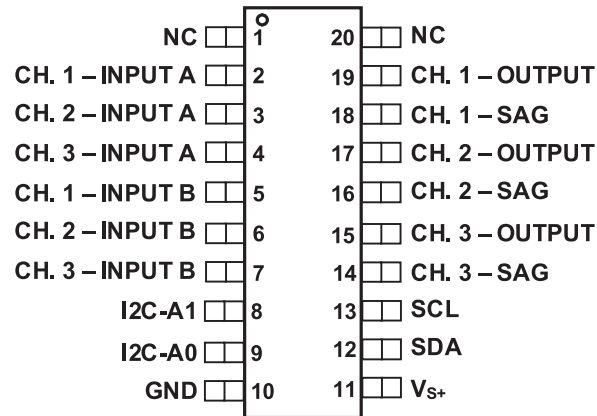 NC 1 20 NC
CH. 1 – INPUT A 2 19 CH. 1 – OUTPUT
CH. 2 – INPUT A 3 18 CH. 1 – SAG
CH. 3 – INPUT A 4 17 CH. 2 – OUTPUT
CH. 1 – INPUT B 5 16 CH. 2 – SAG
CH. 2 – INPUT B 6 15 CH. 3 – OUTPUT
CH. 3 – INPUT B 7 14 CH. 3 – SAG
I2C-A1 8 13 SCL
I2C-A0 9 12 SDA
GND 10 11 VS+